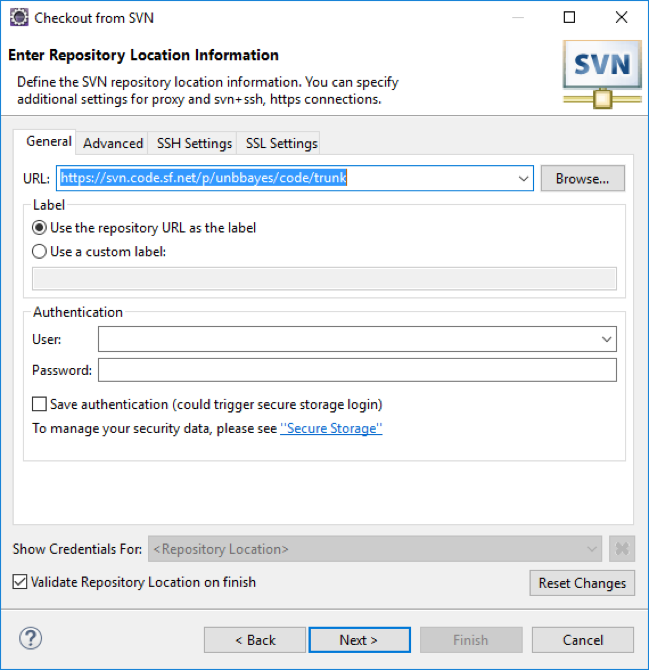 Checkout from SVN
Enter Repository Location Information
Define the SVN repository location information. You can specify
additional settings for proxy and svn+ssh, https connections.
SVN
General Advanced SSH Settings SSL Settings
URL: https://svn.code.sf.net/p/unbbayes/code/trunk Browse...
Label
Use the repository URL as the label
Use a custom label:
Authentication
User:
Password:
Save authentication (could trigger secure storage login)
To manage your security data, please see "Secure Storage"
Show Credentials For: <Repository Location>
Validate Repository Location on finish
Reset Changes
? < Back Next > Finish Cancel